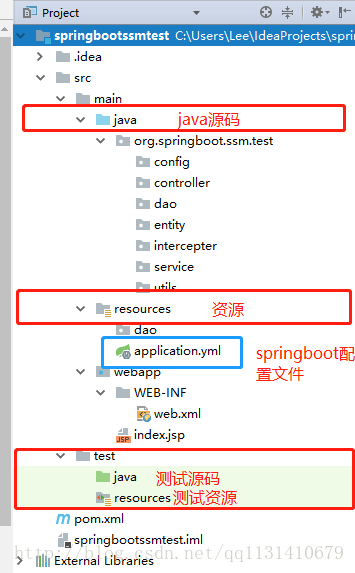 Project
springbootssmtest C:\Users\Lee\IdeaProjects\spri
.idea
src
main
java java源码
org.springboot.ssm.test
config
controller
dao
entity
intercepter
service
utils
resources 资源
dao
application.yml springboot配
置文件
webapp
WEB-INF
web.xml
JSP index.jsp
test
java 测试源码
resources 测试资源
m pom.xml
springbootssmtest.iml
http://blog.csdn.net/qq1131410679
External Libraries